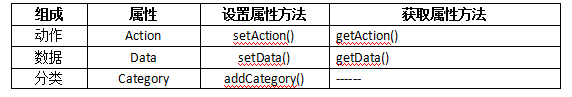 组成 属性 设置属性方法 获取属性方法
动作 Action setAction() getAction()
数据 Data setData() getData()
分类 Category addCategory() ------